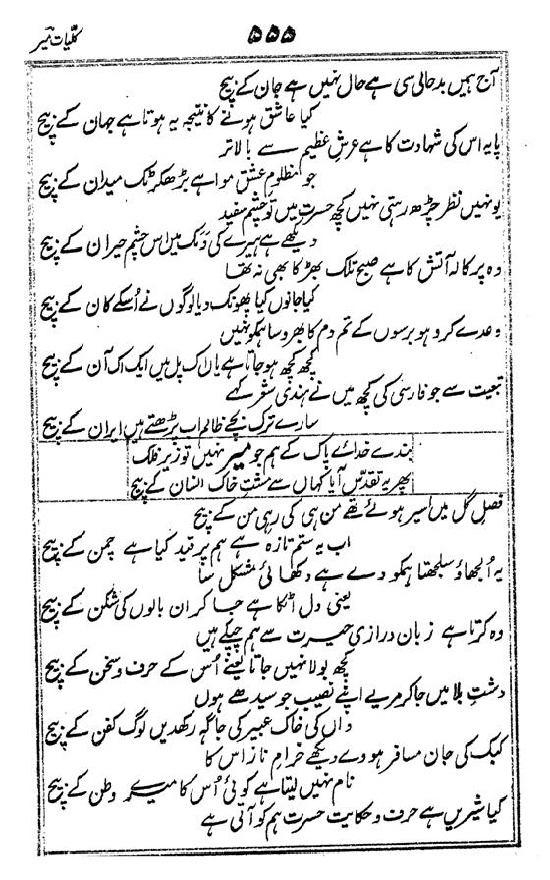 کلیات میر ۵۵۵
آج ہمیں بدحالی سی ہے حال نہیں ہے جان کے بیچ
کیا عاشق ہونے کا نتیجہ یہ ہوتا ہے جہان کے بیچ
پایہ اس کی شہادت کا ہے عرش عظیم سے بالاتر
جو مظلوم عشق موا ہے بڑھکر ٹک میدان کے بیچ
یونہیں نظر چڑھ رہتی نہیں کچھ حسرت میں تو چشم سفید
دیکھے ہے ہیرے کی دمک میں اس چشم حیران کے بیچ
وہ پرکالہ آتش کا ہے صبح تلک بھڑکا بھی نہ تھا
کیا جانوں کیا پھونک دیا لوگوں نے اُسکے کان کے بیچ
وعدے کرو ہو برسوں کے تم دم کا بھروسا ہمکو نہیں
کچھ کچھ ہو جاتا ہے یاں اک پل میں ایک اک آن کے بیچ
تبعیت سے جو فارسی کی کچھ میں نے ہندی شعر کہے
سارے ترک بچے ظالم اب پڑھتے ہیں ایران کے بیچ
بندے خدائے پاک کے ہم جو میر نہیں تو زیر فلک
پھر یہ تقدّس آیا کہاں سے مشتِ خاک انسان کے بیچ
فصل گل میں اسیر ہوئے تھے من ہی کی رہی من کے بیچ
اب یہ ستم تازہ ہے ہم پر قید کیا ہے چمن کے بیچ
یہ اُلجھاؤ سلجھتا ہمکو دے ہے دکھائی مشکل سا
یعنی دل اٹکا ہے جا کر ان بالوں کی شکن کے بیچ
وہ کرتا ہے زبان درازی حیرت سے ہم چپکے ہیں
کچھ بولا نہیں جاتا یعنے اُس کے حرف و سخن کے بیچ
دشتِ بلا میں جا کر مریے اپنے نصیب جو سیدھے ہوں
واں کی خاک عبیر کی جاگہ رکھدیں لوگ کفن کے بیچ
کبک کی جان مسافر ہووے دیکھے خرام ناز اس کا
نام نہیں لیتا ہے کوئی اُس کا میرے وطن کے بیچ
کیا شیریں ہے حرف و حکایت حسرت ہم کو آتی ہے